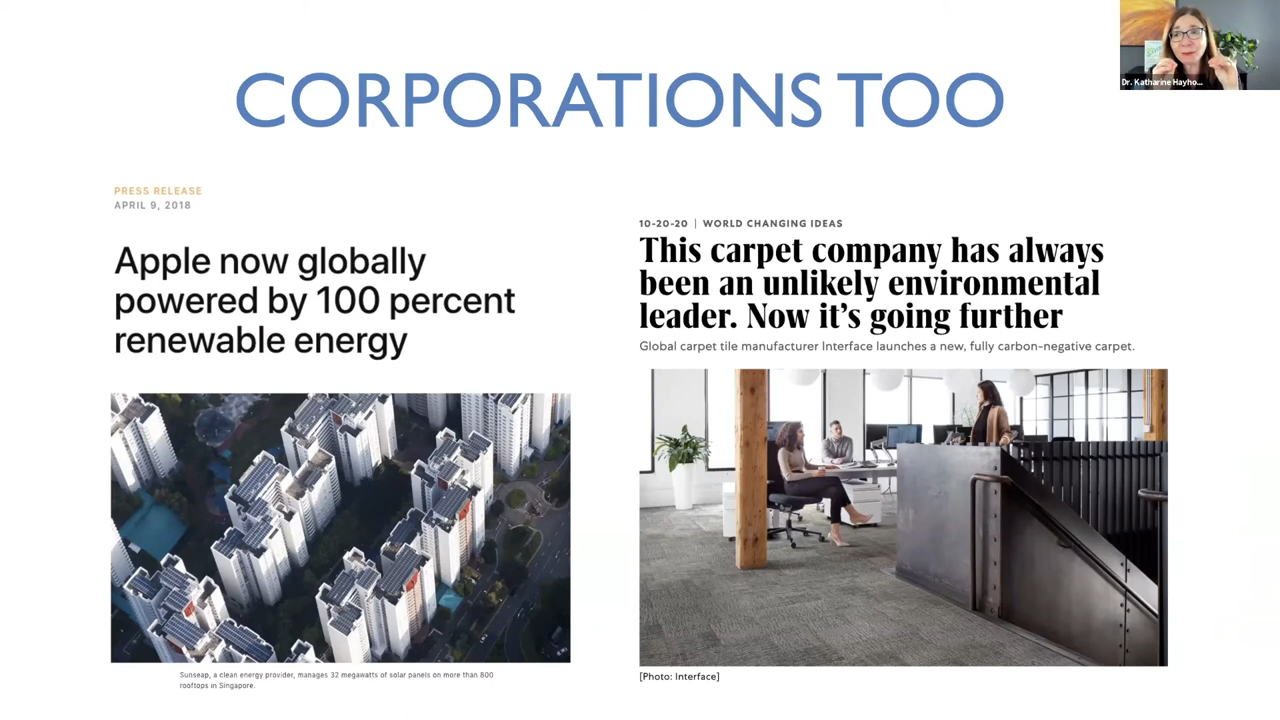 CORPORATIONS TOO
Dr. Katharine Hayho...
PRESS RELEASE
APRIL 9, 2018
Apple now globally
powered by 100 percent
renewable energy
Sunseap, a clean energy provider, manages 32 megawatts of solar panels on more than 800
rooftops in Singapore.
10-20-20 | WORLD CHANGING IDEAS
This carpet company has always
been an unlikely environmental
leader. Now it’s going further
Global carpet tile manufacturer Interface launches a new, fully carbon-negative carpet.
[Photo: Interface]